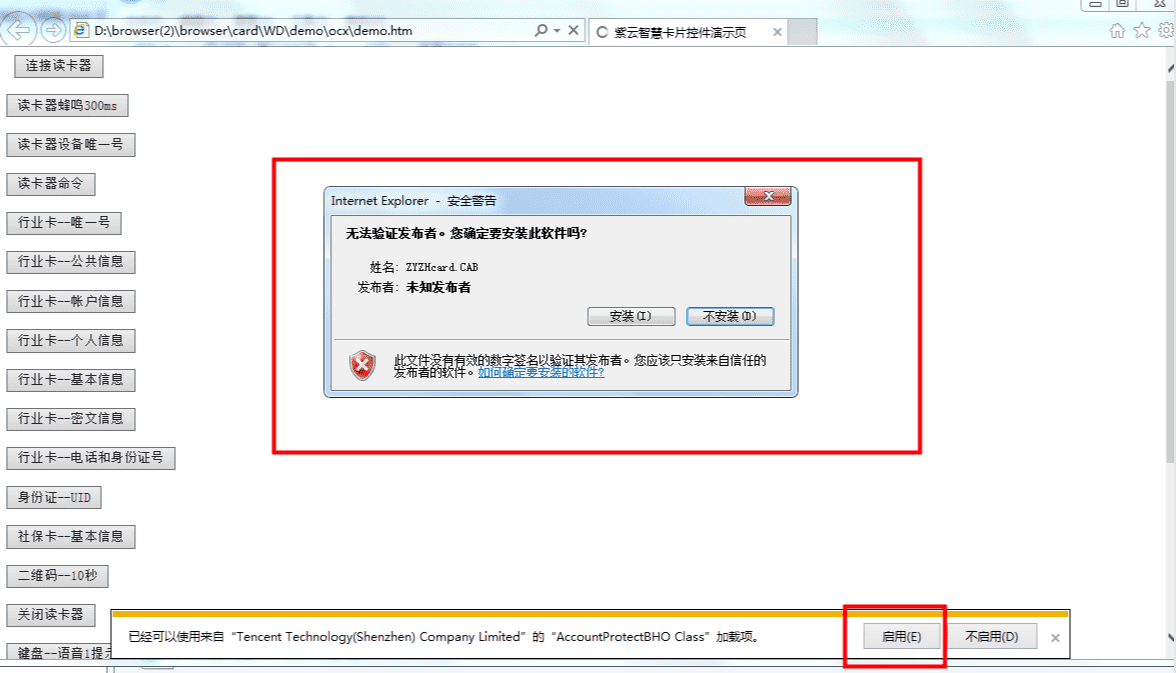 D:\browser(2)\browser\card\WD\demo\ocx\demo.htm
紫云智慧卡片控件演示页
连接读卡器
读卡器蜂鸣300ms
读卡器设备唯一号
读卡器命令
行业卡--唯一号
行业卡--公共信息
行业卡--帐户信息
行业卡--个人信息
行业卡--基本信息
行业卡--密文信息
行业卡--电话和身份证号
身份证--UID
社保卡--基本信息
二维码--10秒
关闭读卡器
键盘--语音1提示
Internet Explorer - 安全警告
无法验证发布者。您确定要安装此软件吗?
姓名: ZYZHcard.CAB
发布者: 未知发布者
安装(I)
不安装(D)
此文件没有有效的数字签名以验证其发布者。您应该只安装来自信任的
发布者的软件。如何确定要安装的软件?
已经可以使用来自“Tencent Technology(Shenzhen) Company Limited”的“AccountProtectBHO Class”加载项。
启用(E)
不启用(D)